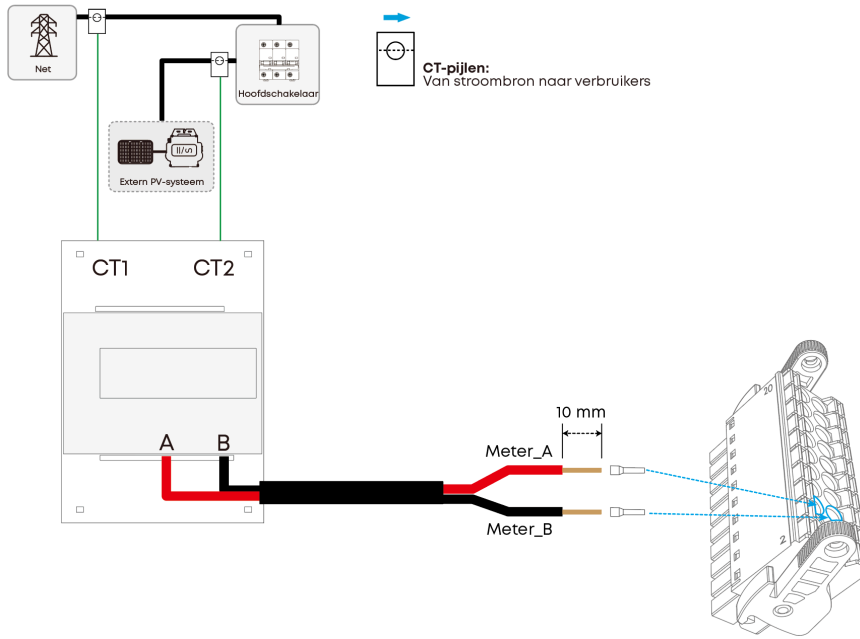 Net
Hoofdschakelaar
CT-pijlen:
Van stroombron naar verbruikers
Extern PV-systeem
CT1
CT2
A
B
10 mm
Meter_A
Meter_B
20
2